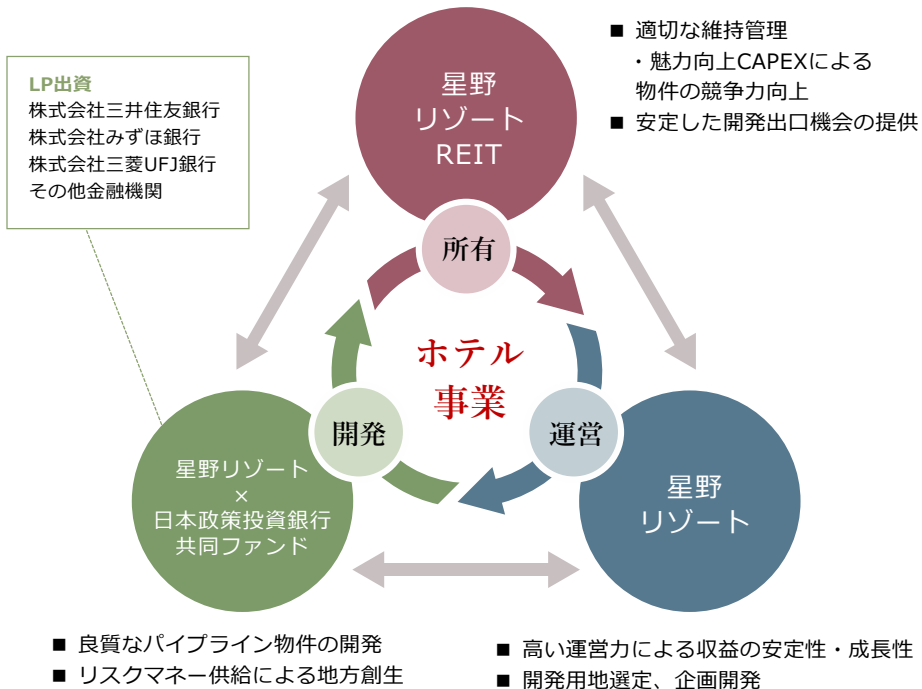 LP出資
株式会社三井住友銀行
株式会社みずほ銀行
株式会社三菱UFJ銀行
その他金融機関
星野
リゾート
REIT
■ 適切な維持管理
・魅力向上CAPEXによる
物件の競争力向上
■ 安定した開発出口機会の提供
所有
ホテル
事業
開発
運営
星野リゾート
×
日本政策投資銀行
共同ファンド
星野
リゾート
■ 良質なパイプライン物件の開発
■ リスクマネー供給による地方創生
■ 高い運営力による収益の安定性・成長性
■ 開発用地選定、企画開発